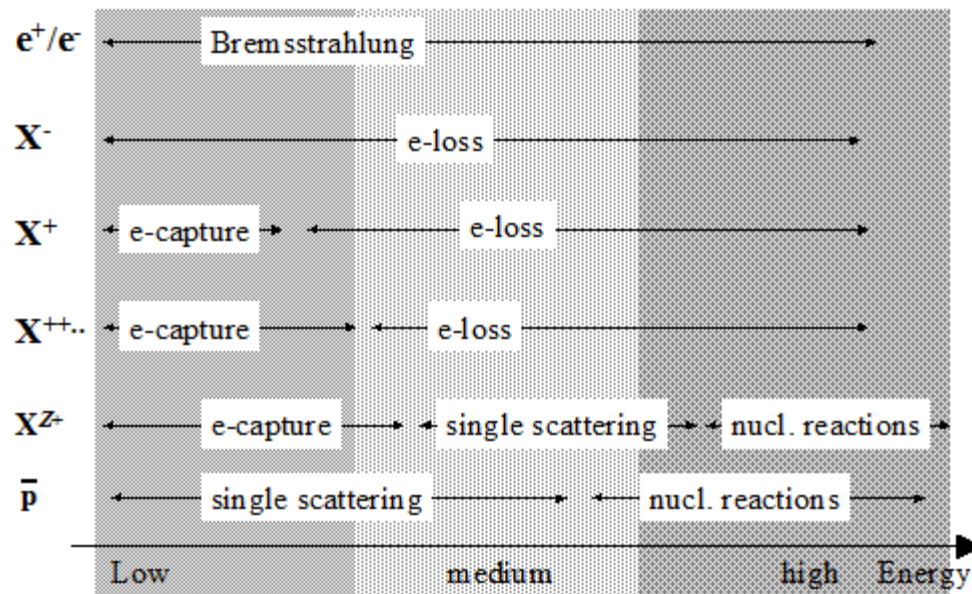 e⁺/e⁻ Bremsstrahlung
X⁻ e-loss
X⁺ e-capture e-loss
X⁺⁺·· e-capture e-loss
Xᶻ⁺ e-capture single scattering nucl. reactions
p̅ single scattering nucl. reactions
Low medium high Energy